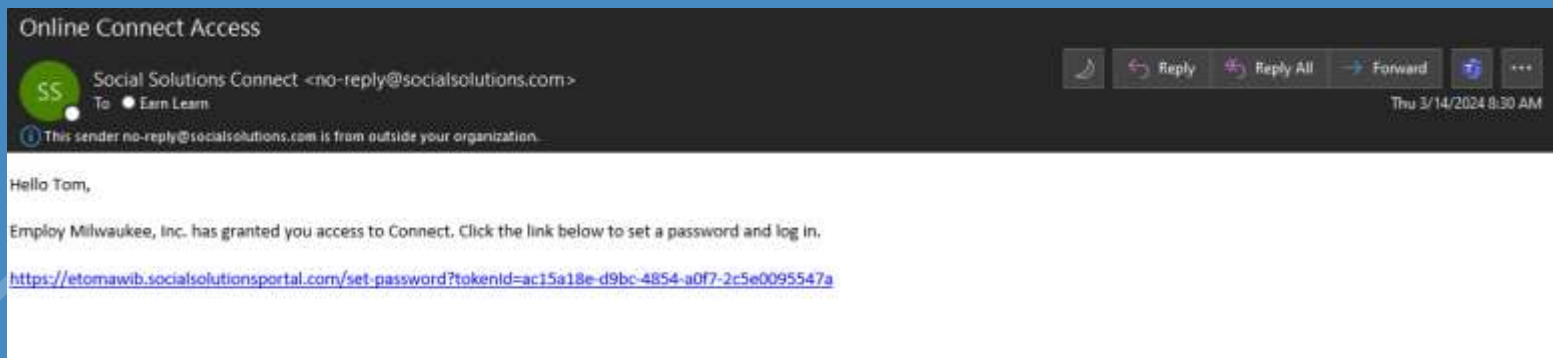 Online Connect Access
SS
Social Solutions Connect <no-reply@socialsolutions.com>
To Earn Learn
Reply
Reply All
Forward
Thu 3/14/2024 8:30 AM
This sender no-reply@socialsolutions.com is from outside your organization.
Hello Tom,
Employ Milwaukee, Inc. has granted you access to Connect. Click the link below to set a password and log in.
https://etomawib.socialsolutionsportal.com/set-password?tokenId=ac15a18e-d9bc-4854-a0f7-2c5e0095547a